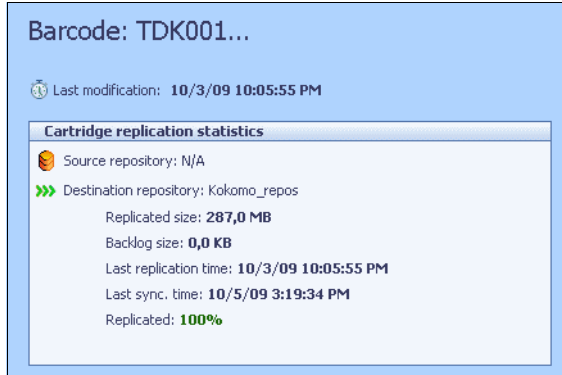 Barcode: TDK001...
Last modification: 10/3/09 10:05:55 PM
Cartridge replication statistics
Source repository: N/A
Destination repository: Kokomo_repos
Replicated size: 287,0 MB
Backlog size: 0,0 KB
Last replication time: 10/3/09 10:05:55 PM
Last sync. time: 10/5/09 3:19:34 PM
Replicated: 100%